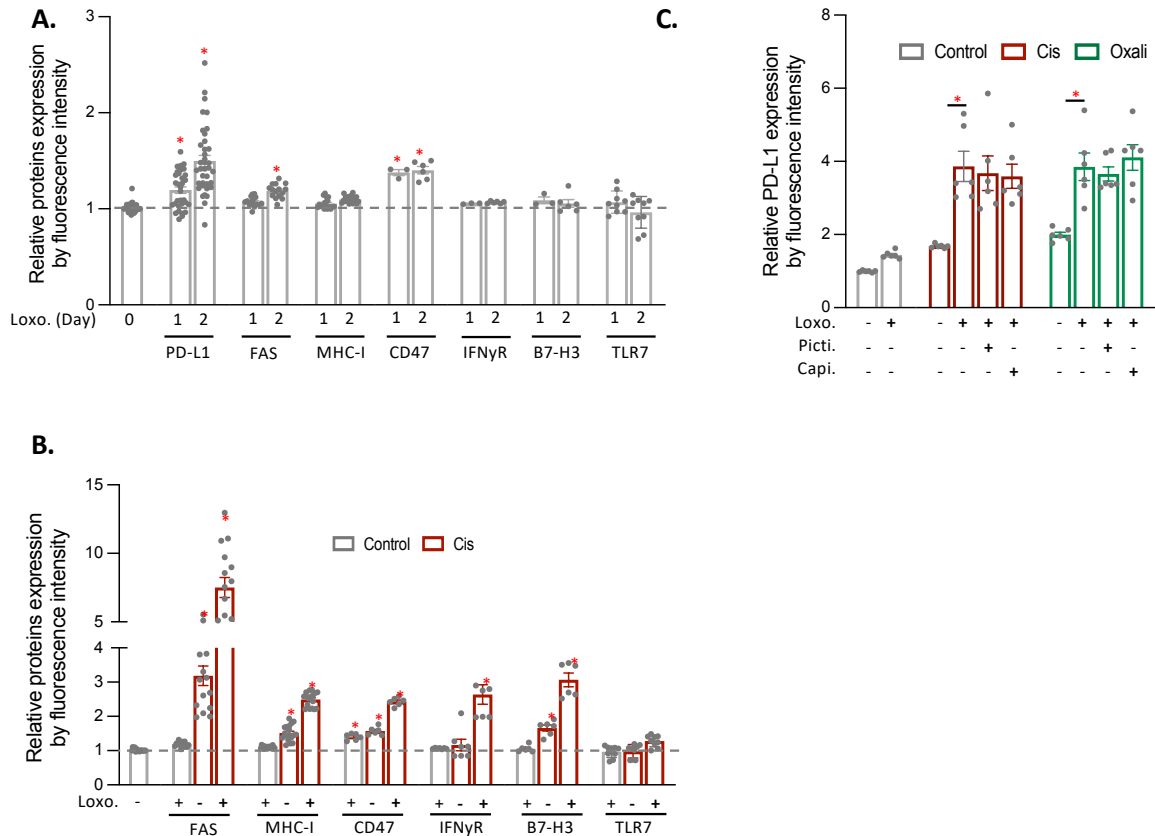 A.
Relative proteins expression
by fluorescence intensity
3
2
1
0
* * * * *
Loxo. (Day) 0 1 2 1 2 1 2 1 2 1 2 1 2 1 2
PD-L1 FAS MHC-I CD47 IFNyR B7-H3 TLR7
C.
Relative PD-L1 expression
by fluorescence intensity
8
6
4
2
0
Control Cis Oxali
* *
Loxo. - + - + + + - + + +
Picti. - - - - + - - - + -
Capi. - - - - - + - - - +
B.
Relative proteins expression
by fluorescence intensity
15
10
5
4
3
2
1
0
Control Cis
* * * * * * * * * *
Loxo. - + - + + - + + - + + - + + - + + - +
FAS MHC-I CD47 IFNyR B7-H3 TLR7